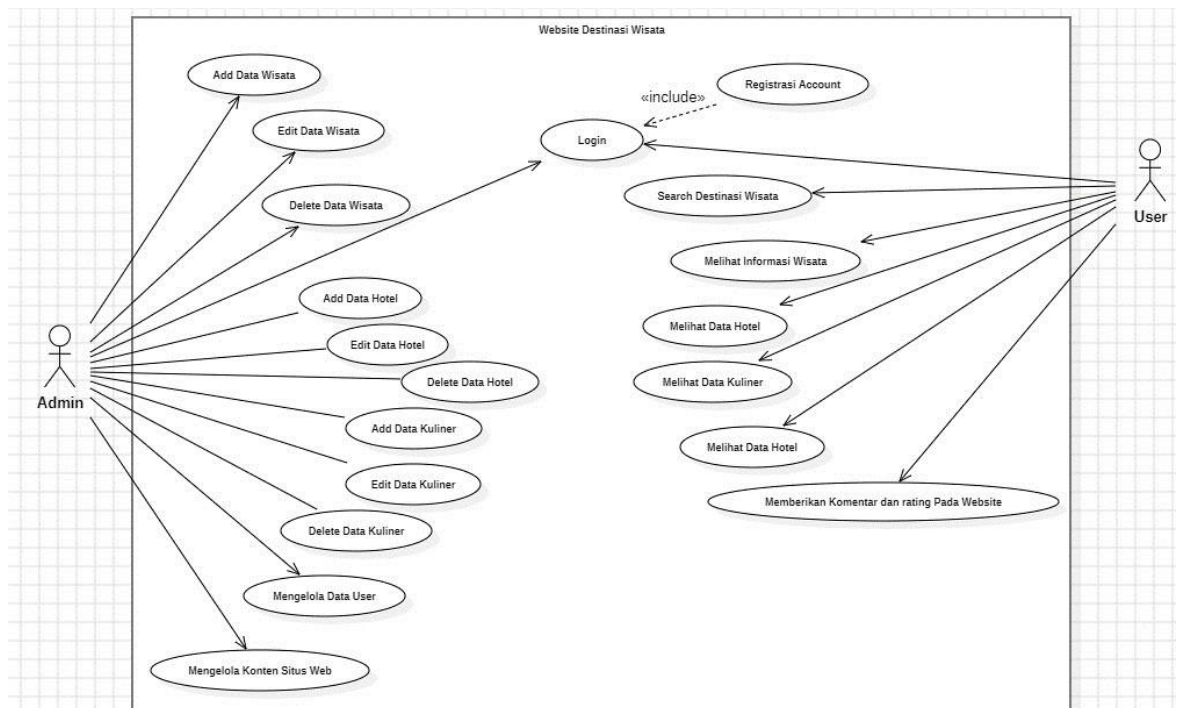 Website Destinasi Wisata
Add Data Wisata
Registrasi Account
«include»
Edit Data Wisata
Login
Search Destinasi Wisata
Delete Data Wisata
User
Melihat Informasi Wisata
Add Data Hotel
Melihat Data Hotel
Edit Data Hotel
Delete Data Hotel
Melihat Data Kuliner
Admin
Add Data Kuliner
Melihat Data Hotel
Edit Data Kuliner
Memberikan Komentar dan rating Pada Website
Delete Data Kuliner
Mengelola Data User
Mengelola Konten Situs Web